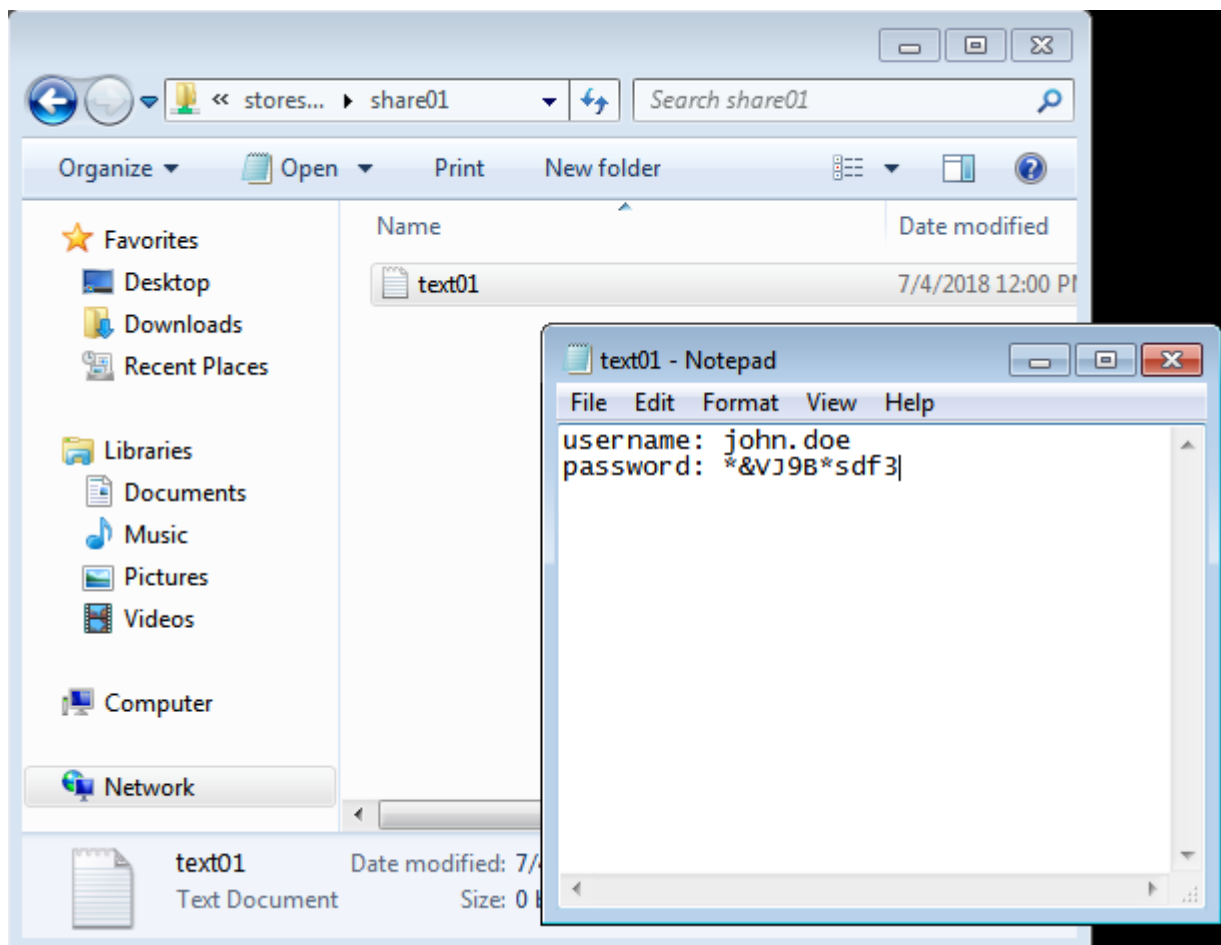 « stores... share01
Search share01
Organize Open Print New folder
Name Date modified
Favorites
Desktop
Downloads
Recent Places
Libraries
Documents
Music
Pictures
Videos
Computer
Network
text01 7/4/2018 12:00 PM
text01 - Notepad
File Edit Format View Help
username: john.doe
password: *&VJ9B*sdf3
text01 Date modified: 7/4
Text Document Size: 0